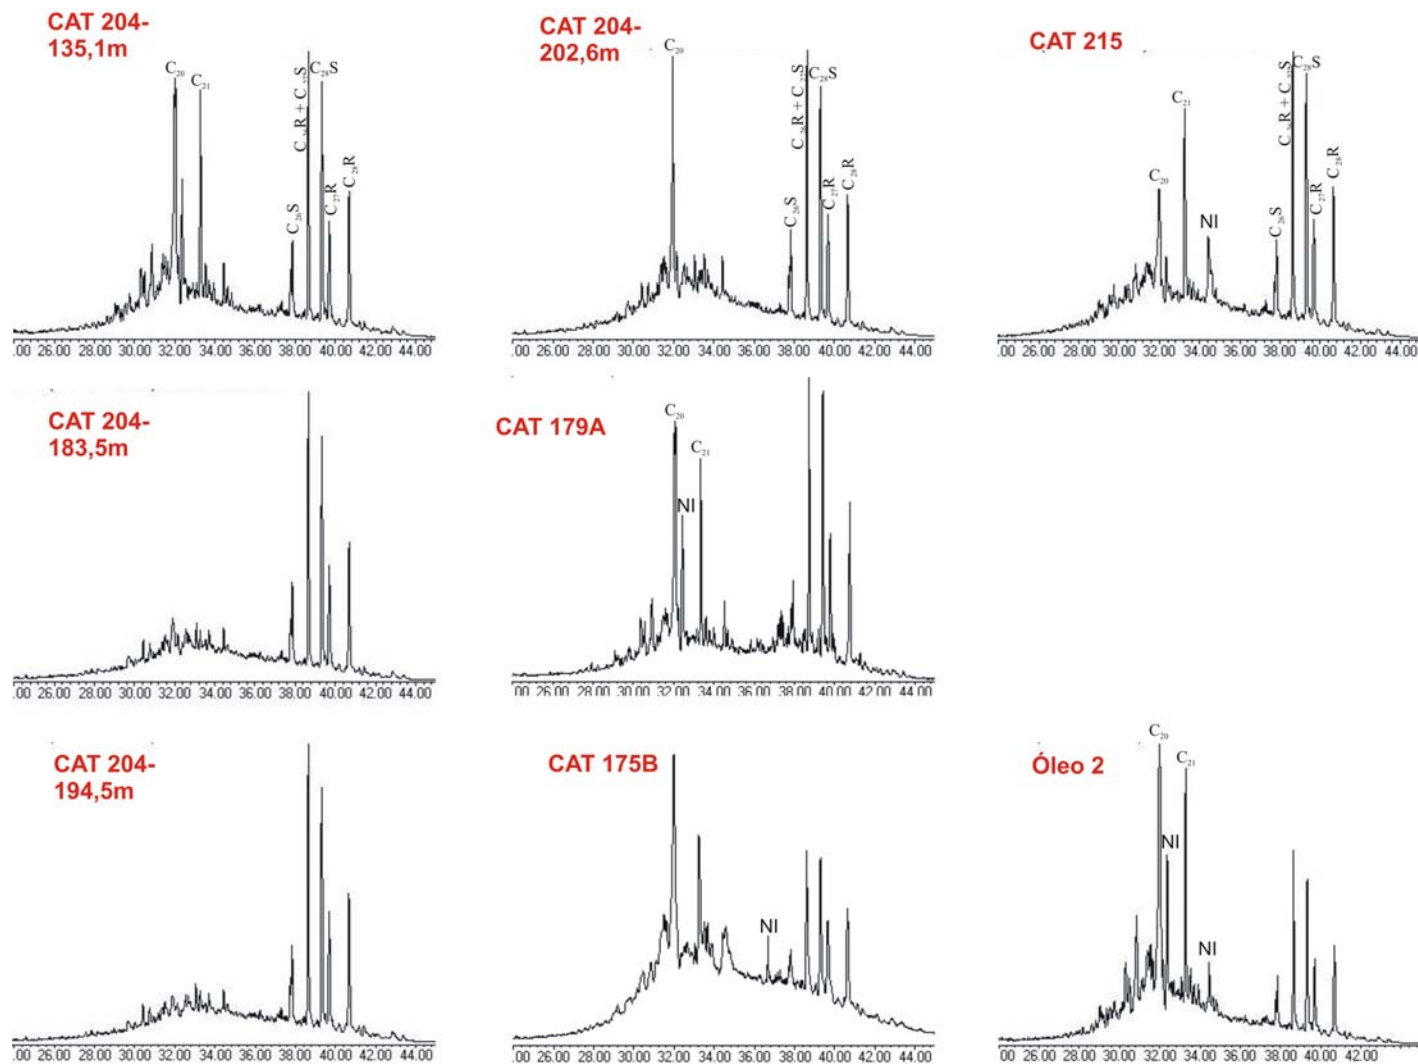 CAT 204-
135,1m
C₂₀
C₂₁
C₂₆S
C₂₆R + C₂₇S
C₂₈S
C₂₇R
C₂₈R
.00 26.00 28.00 30.00 32.00 34.00 36.00 38.00 40.00 42.00 44.00
CAT 204-
202,6m
C₂₀
C₂₆S
C₂₆R + C₂₇S
C₂₈S
C₂₇R
C₂₈R
.00 26.00 28.00 30.00 32.00 34.00 36.00 38.00 40.00 42.00 44.00
CAT 215
C₂₀
C₂₁
NI
C₂₆S
C₂₆R + C₂₇S
C₂₈S
C₂₇R
C₂₈R
.00 26.00 28.00 30.00 32.00 34.00 36.00 38.00 40.00 42.00 44.00
CAT 204-
183,5m
.00 26.00 28.00 30.00 32.00 34.00 36.00 38.00 40.00 42.00 44.00
CAT 179A
C₂₀
NI
C₂₁
.00 26.00 28.00 30.00 32.00 34.00 36.00 38.00 40.00 42.00 44.00
CAT 204-
194,5m
.00 26.00 28.00 30.00 32.00 34.00 36.00 38.00 40.00 42.00 44.00
CAT 175B
NI
.00 26.00 28.00 30.00 32.00 34.00 36.00 38.00 40.00 42.00 44.00
Óleo 2
C₂₀
NI
C₂₁
NI
00 26.00 28.00 30.00 32.00 34.00 36.00 38.00 40.00 42.00